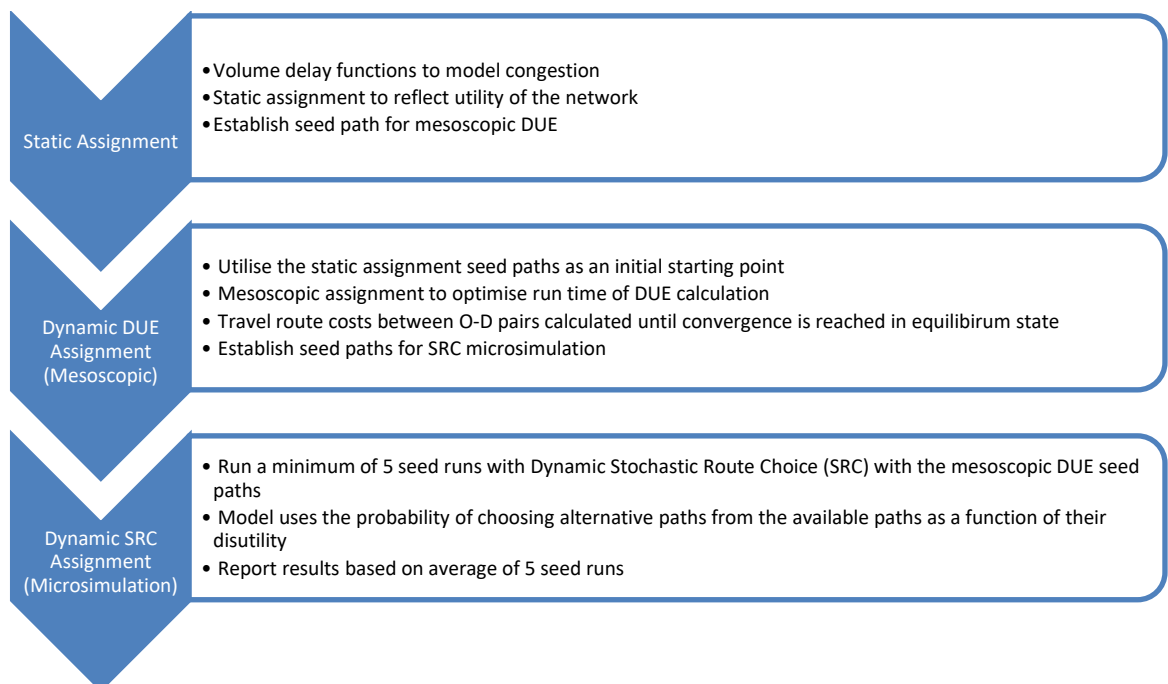 Static Assignment
•Volume delay functions to model congestion
•Static assignment to reflect utility of the network
•Establish seed path for mesoscopic DUE
Dynamic DUE
Assignment
(Mesoscopic)
• Utilise the static assignment seed paths as an initial starting point
• Mesoscopic assignment to optimise run time of DUE calculation
• Travel route costs between O-D pairs calculated until convergence is reached in equilibirum state
• Establish seed paths for SRC microsimulation
Dynamic SRC
Assignment
(Microsimulation)
• Run a minimum of 5 seed runs with Dynamic Stochastic Route Choice (SRC) with the mesoscopic DUE seed
paths
• Model uses the probability of choosing alternative paths from the available paths as a function of their
disutility
• Report results based on average of 5 seed runs